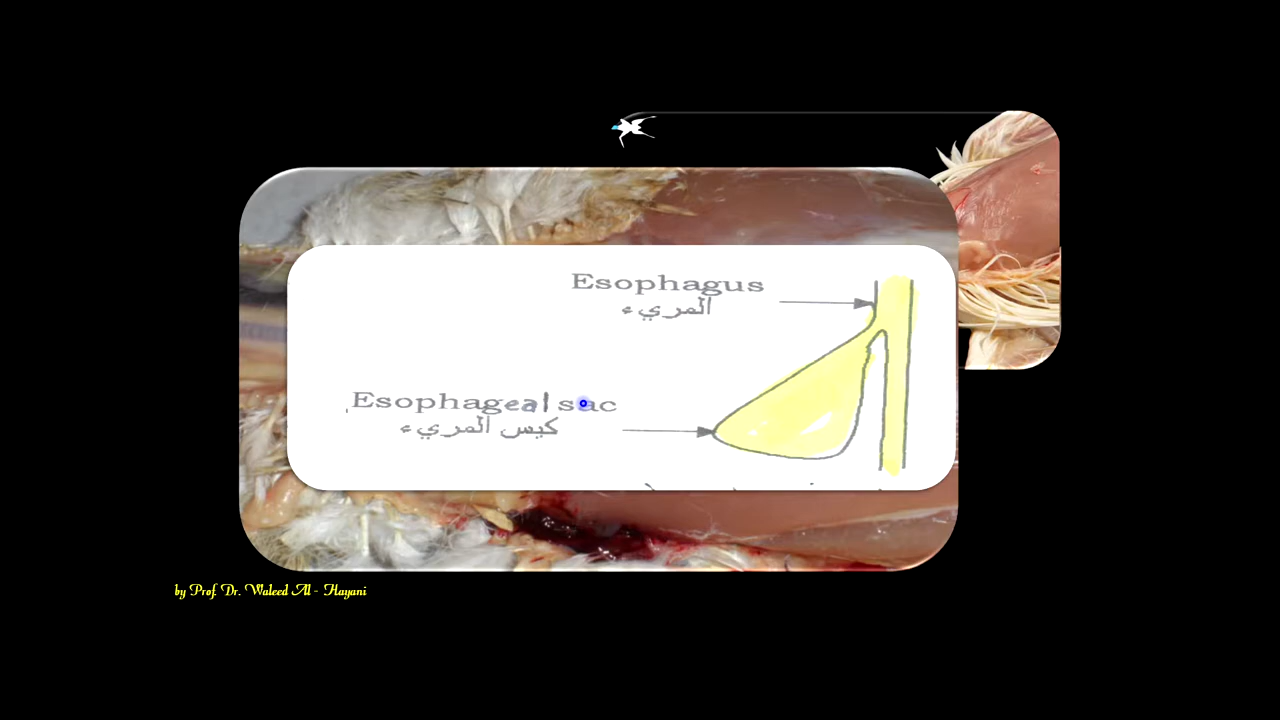 Esophagus
المريء
Esophageal sac
كيس المريء
by Prof. Dr. Waleed Al - Hayani